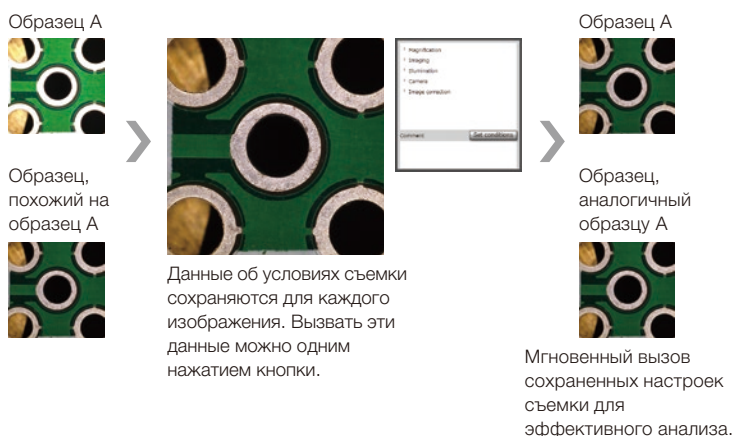 Образец А
Образец,
похожий на
образец А
Magnification
Imaging
Illumination
Camera
Image correction
Comment
Set conditions
Данные об условиях съемки
сохраняются для каждого
изображения. Вызвать эти
данные можно одним
нажатием кнопки.
Образец А
Образец,
аналогичный
образцу А
Мгновенный вызов
сохраненных настроек
съемки для
эффективного анализа.